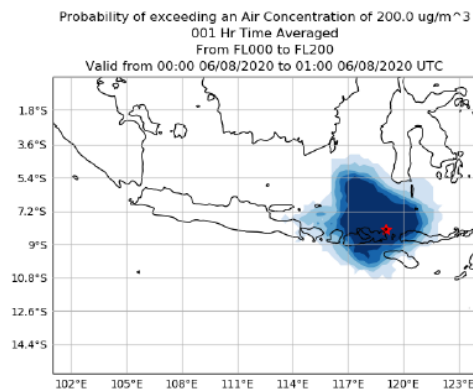 Probability of exceeding an Air Concentration of 200.0 ug/m^3
001 Hr Time Averaged
From FL000 to FL200
Valid from 00:00 06/08/2020 to 01:00 06/08/2020 UTC
1.8°S
3.6°S
5.4°S
7.2°S
9°S
10.8°S
12.6°S
14.4°S
102°E 105°E 108°E 111°E 114°E 117°E 120°E 123°E